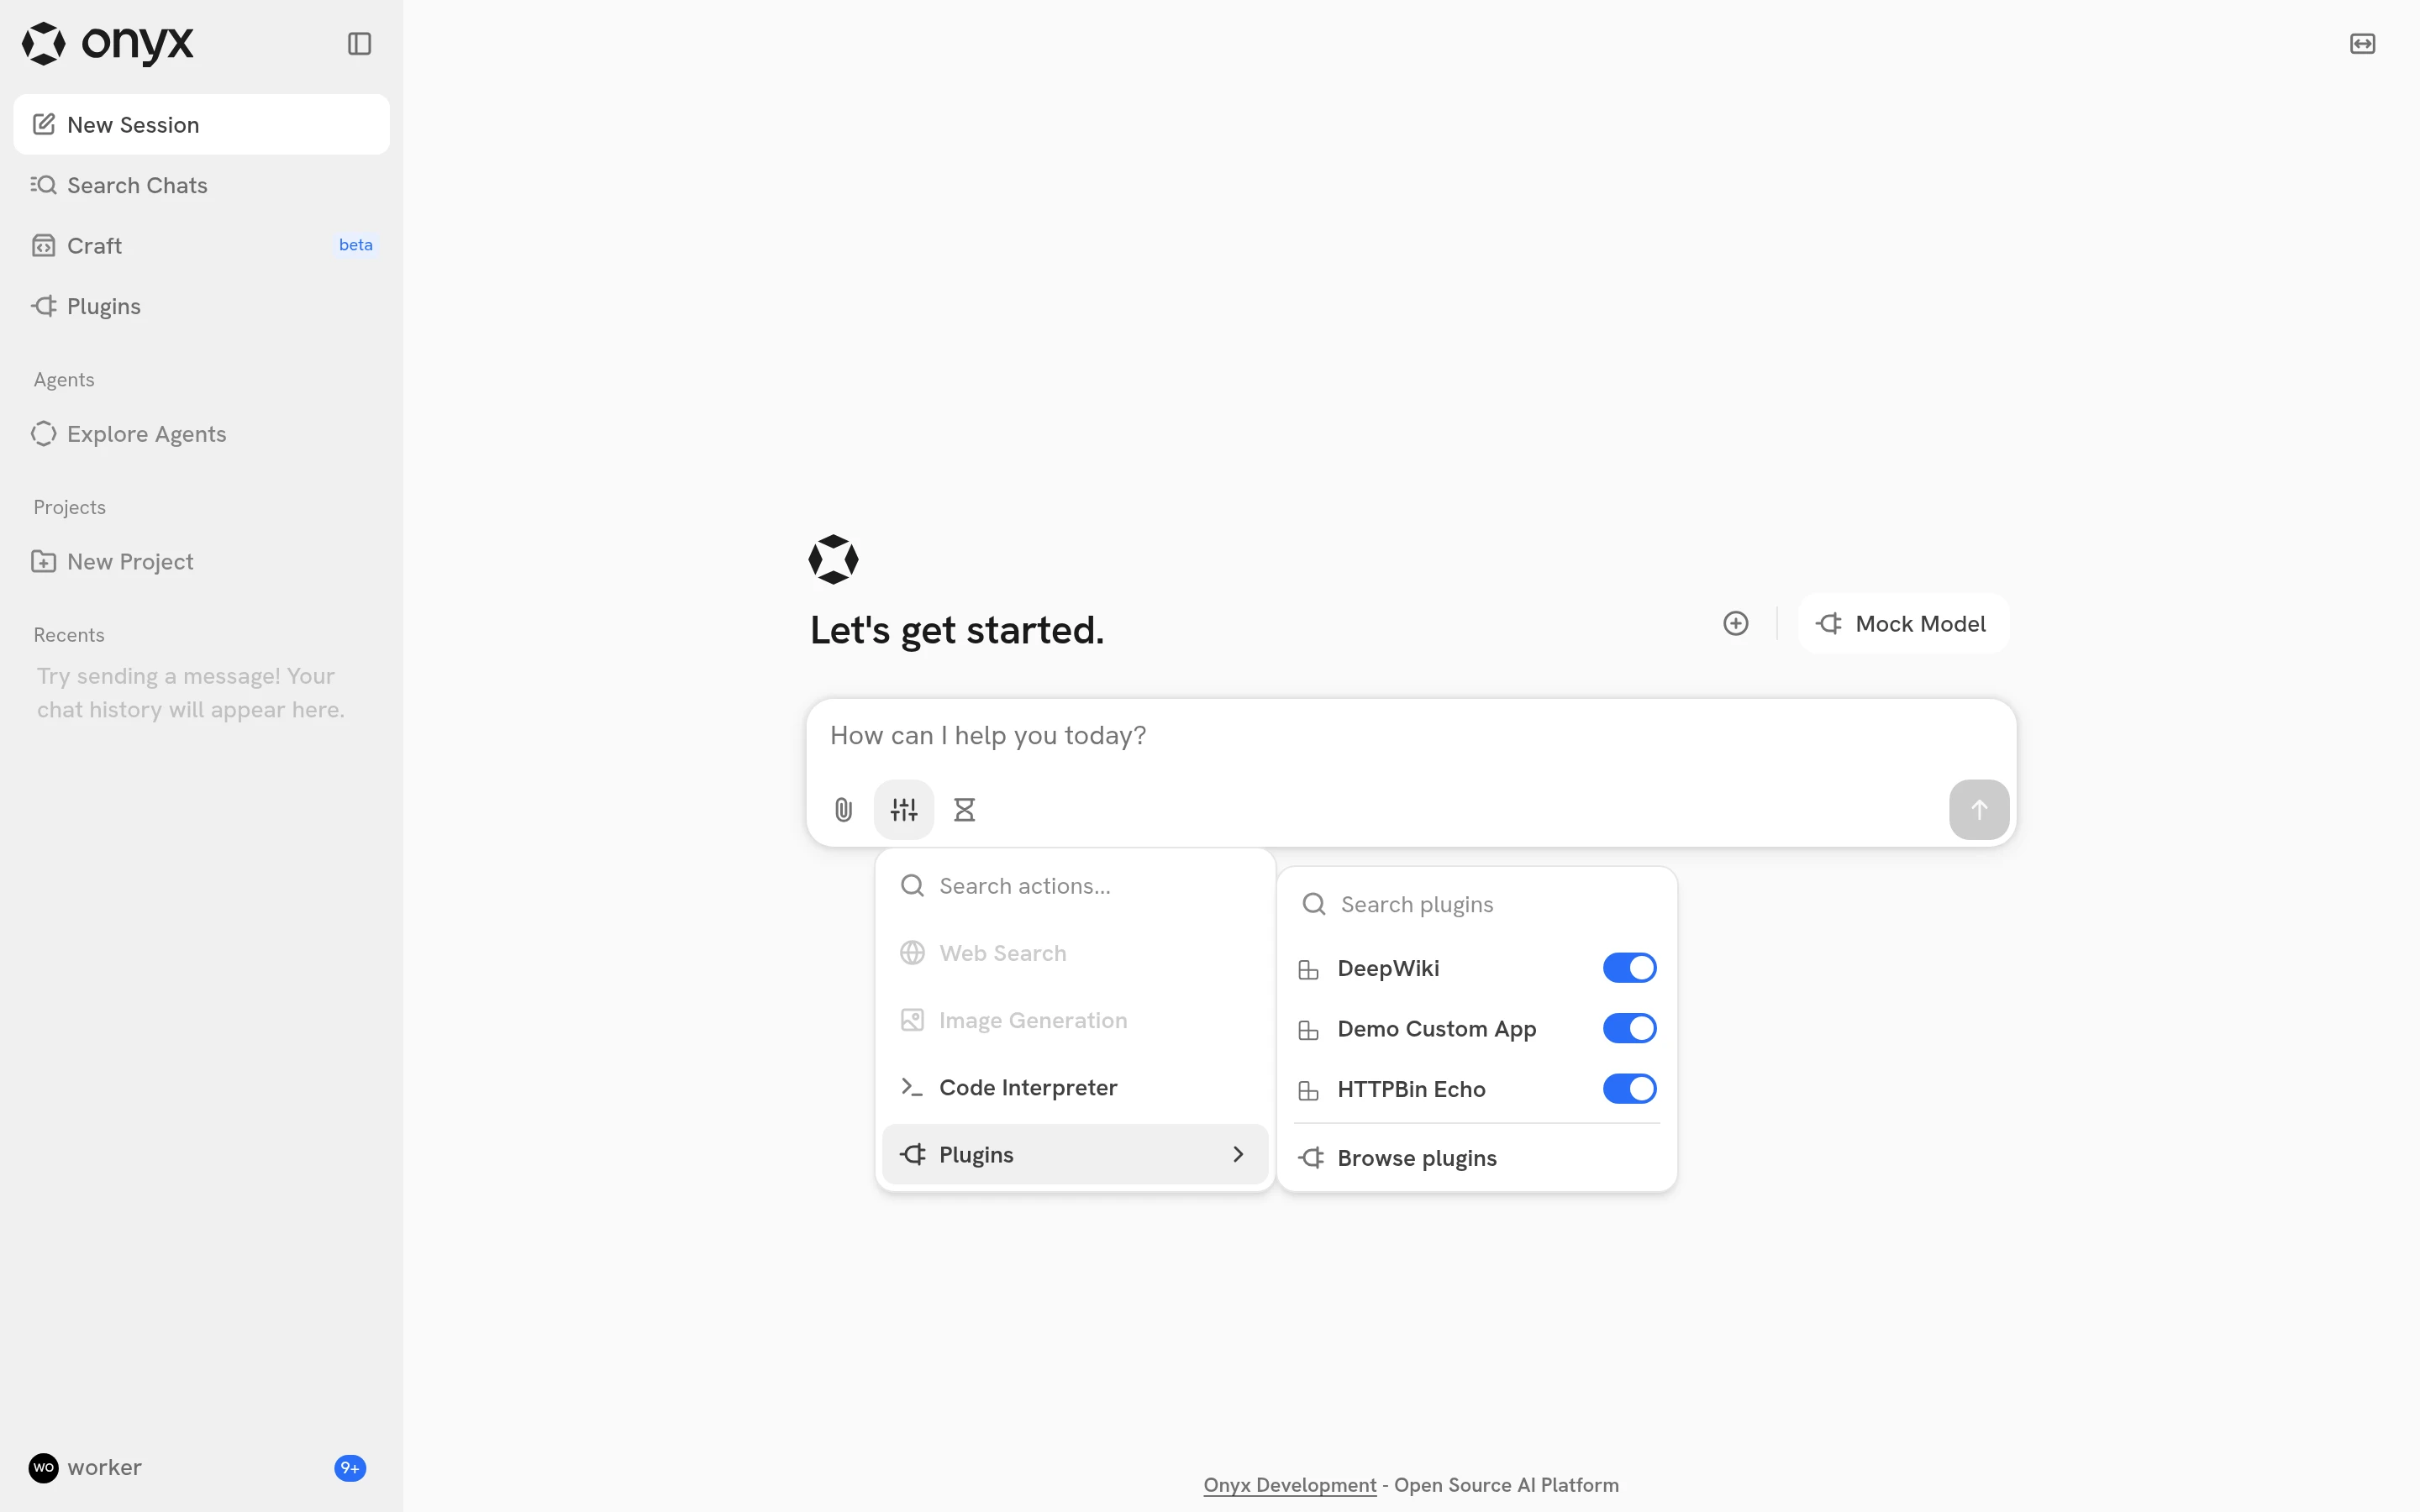 onyx
New Session
Search Chats
Craft
beta
Plugins
Agents
Explore Agents
Projects
New Project
Recents
Try sending a message! Your
chat history will appear here.
WO
worker
9+
Let's get started.
Mock Model
How can I help you today?
Search actions...
Web Search
Image Generation
Code Interpreter
Plugins
Search plugins
DeepWiki
Demo Custom App
HTTPBin Echo
Browse plugins
Onyx Development - Open Source AI Platform